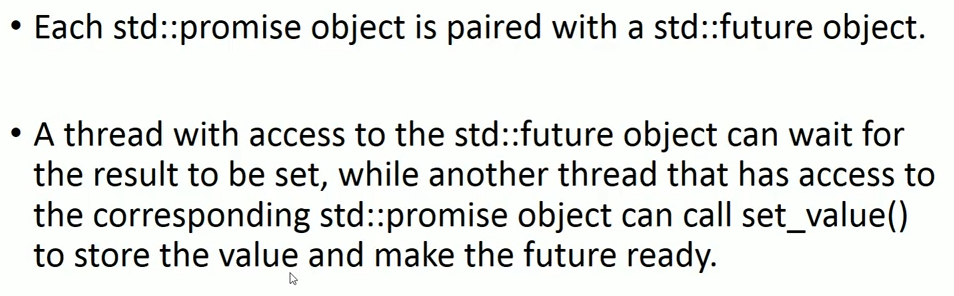 • Each std::promise object is paired with a std::future object.
• A thread with access to the std::future object can wait for
the result to be set, while another thread that has access to
the corresponding std::promise object can call set_value()
to store the value and make the future ready.